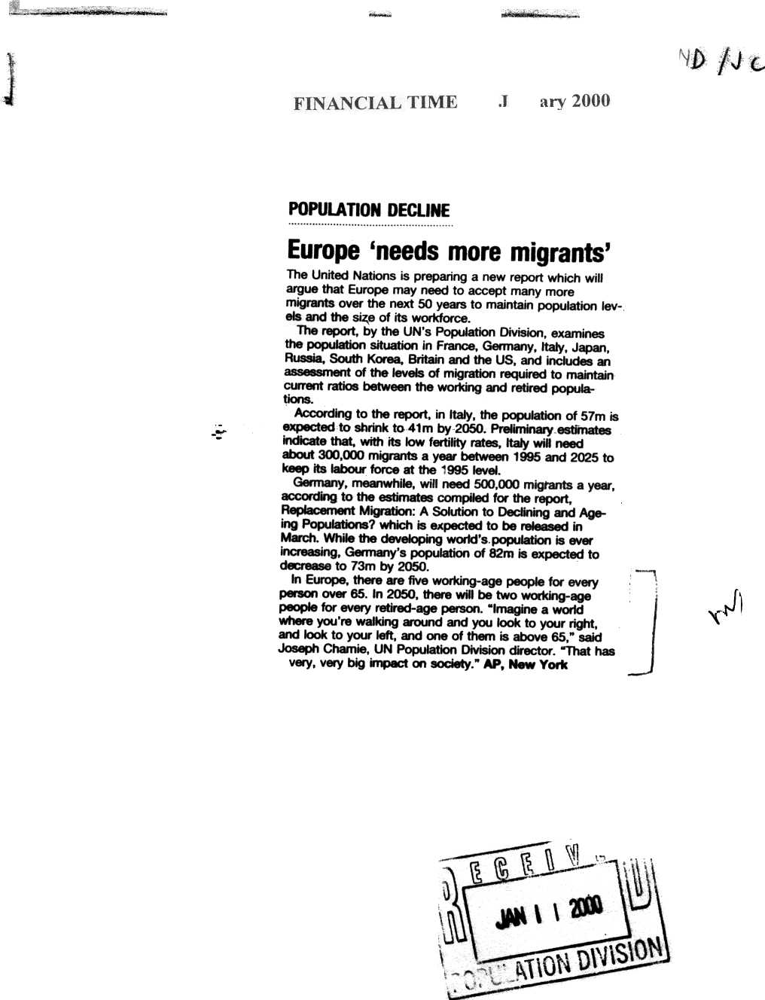 FINANCIAL TIME J ary 2000
POPULATION DECLINE
Europe ‘needs more migrants’
The United Nations is preparing a new report which will
argue that Europe may need to accept many more
migrants over the next 50 years to maintain population lev-
els and the size of its workforce.
The report, by the UN's Population Division, examines
the population situation in France, Germany, Italy, Japan,
Russia, South Korea, Britain and the US, and includes an
assessment of the levels of migration required to maintain
current ratios between the working and retired popula-
tions.
According to the report, in Italy, the population of 57m is
expected to shrink to 41m by 2050. Preliminary estimates
indicate that, with its low fertility rates, Italy will need
about 300,000 migrants a year between 1995 and 2025 to
keep its labour force at the 1995 level.
Germany, meanwhile, will need 500,000 migrants a year,
according to the estimates compiled for the report,
Replacement Migration: A Solution to Declining and Age-
ing Populations? which is expected to be released in
March. While the developing world's population is ever
increasing, Germany's population of 82m is expected to
decrease to 73m by 2050.
In Europe, there are five working-age people for every
person over 65. In 2050, there will be two working-age
people for every retired-age person. “Imagine a world
where you're walking around and you look to your right,
and look to your left, and one of them is above 65,” said
Joseph Chamie, UN Population Division director. “That has
very, very big impact on society.” AP, New York
RECEIVED
JAN 11 2000
POPULATION DIVISION